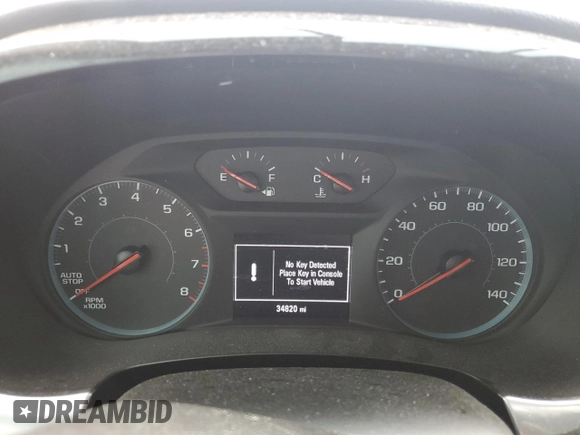 E F
C H
1 2 3 4 5 6 7 8
AUTO
STOP
OFF
RPM
x1000
!
No Key Detected
Place Key in Console
To Start Vehicle
34820 mi
0 20 40 60 80 100 120 140
DREAMBID